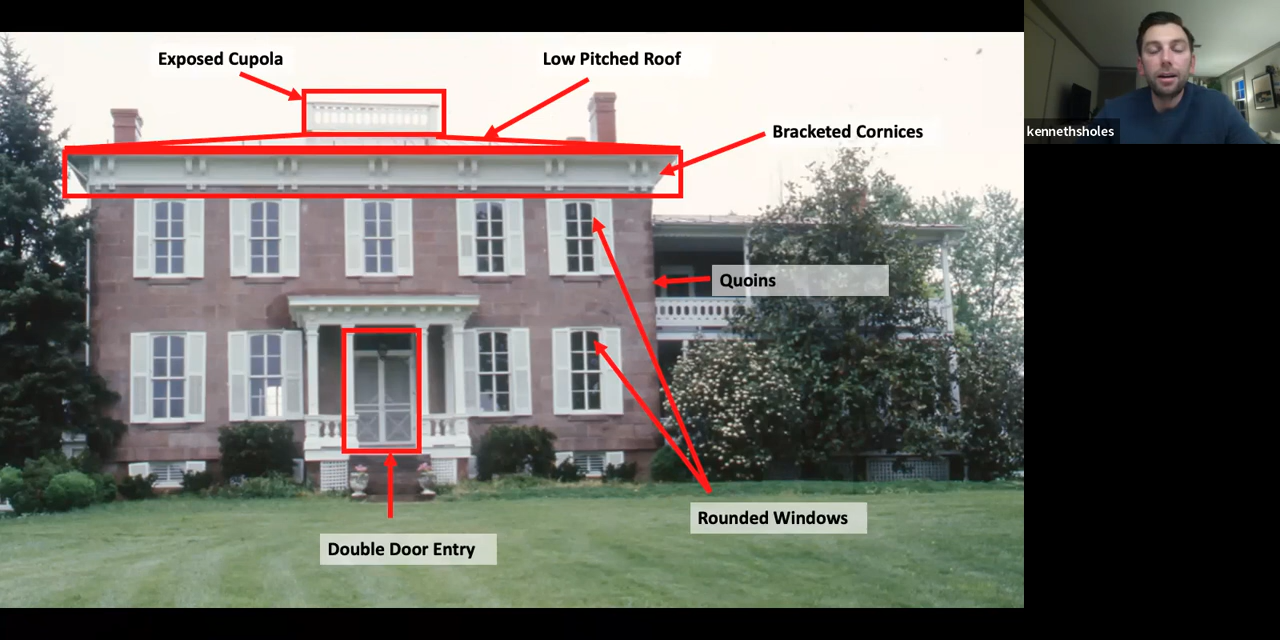 Exposed Cupola
Low Pitched Roof
Bracketed Cornices
kennethsholes
Quoins
Rounded Windows
Double Door Entry